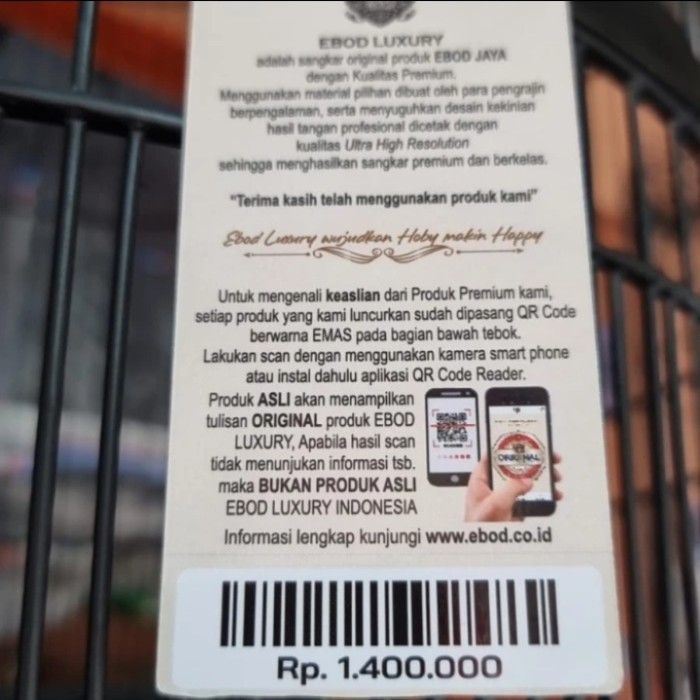 EBOD LUXURY
adalah sangkar original produk EBOD JAYA
dengan Kualitas Premium.
Menggunakan material pilihan dibuat oleh para pengrajin
berpengalaman, serta menyuguhkan desain kekinian
hasil tangan profesional dicetak dengan
kualitas Ultra High Resolution
sehingga menghasilkan sangkar premium dan berkelas.
"Terima kasih telah menggunakan produk kami"
Ebod Luxury wujudkan Hoby makin Happy
Untuk mengenali keaslian dari Produk Premium kami,
setiap produk yang kami luncurkan sudah dipasang QR Code
berwarna EMAS pada bagian bawah tebok.
Lakukan scan dengan menggunakan kamera smart phone
atau instal dahulu aplikasi QR Code Reader.
Produk ASLI akan menampilkan
tulisan ORIGINAL produk EBOD
LUXURY, Apabila hasil scan
tidak menunjukan informasi tsb.
maka BUKAN PRODUK ASLI
EBOD LUXURY INDONESIA
ORIGINAL
Informasi lengkap kunjungi www.ebod.co.id
Rp. 1.400.000